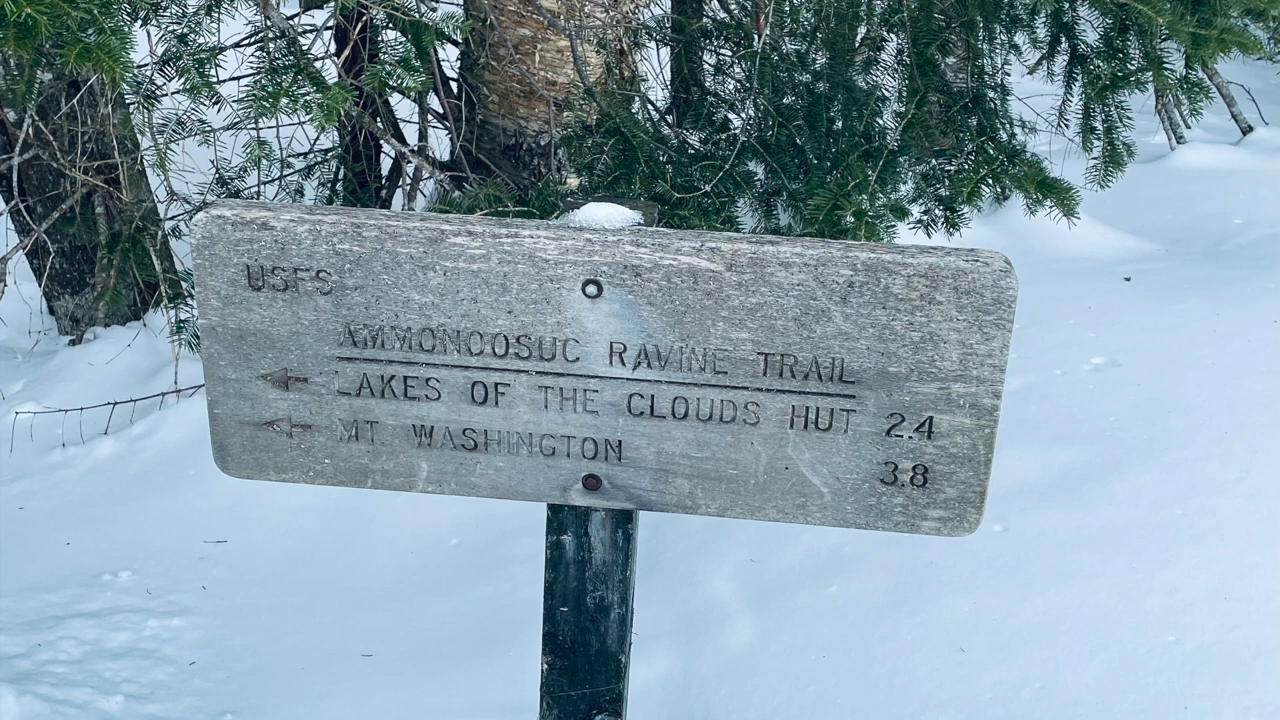 USFS
AMMONOOSUC RAVINE TRAIL
← LAKES OF THE CLOUDS HUT 2.4
← MT. WASHINGTON 3.8